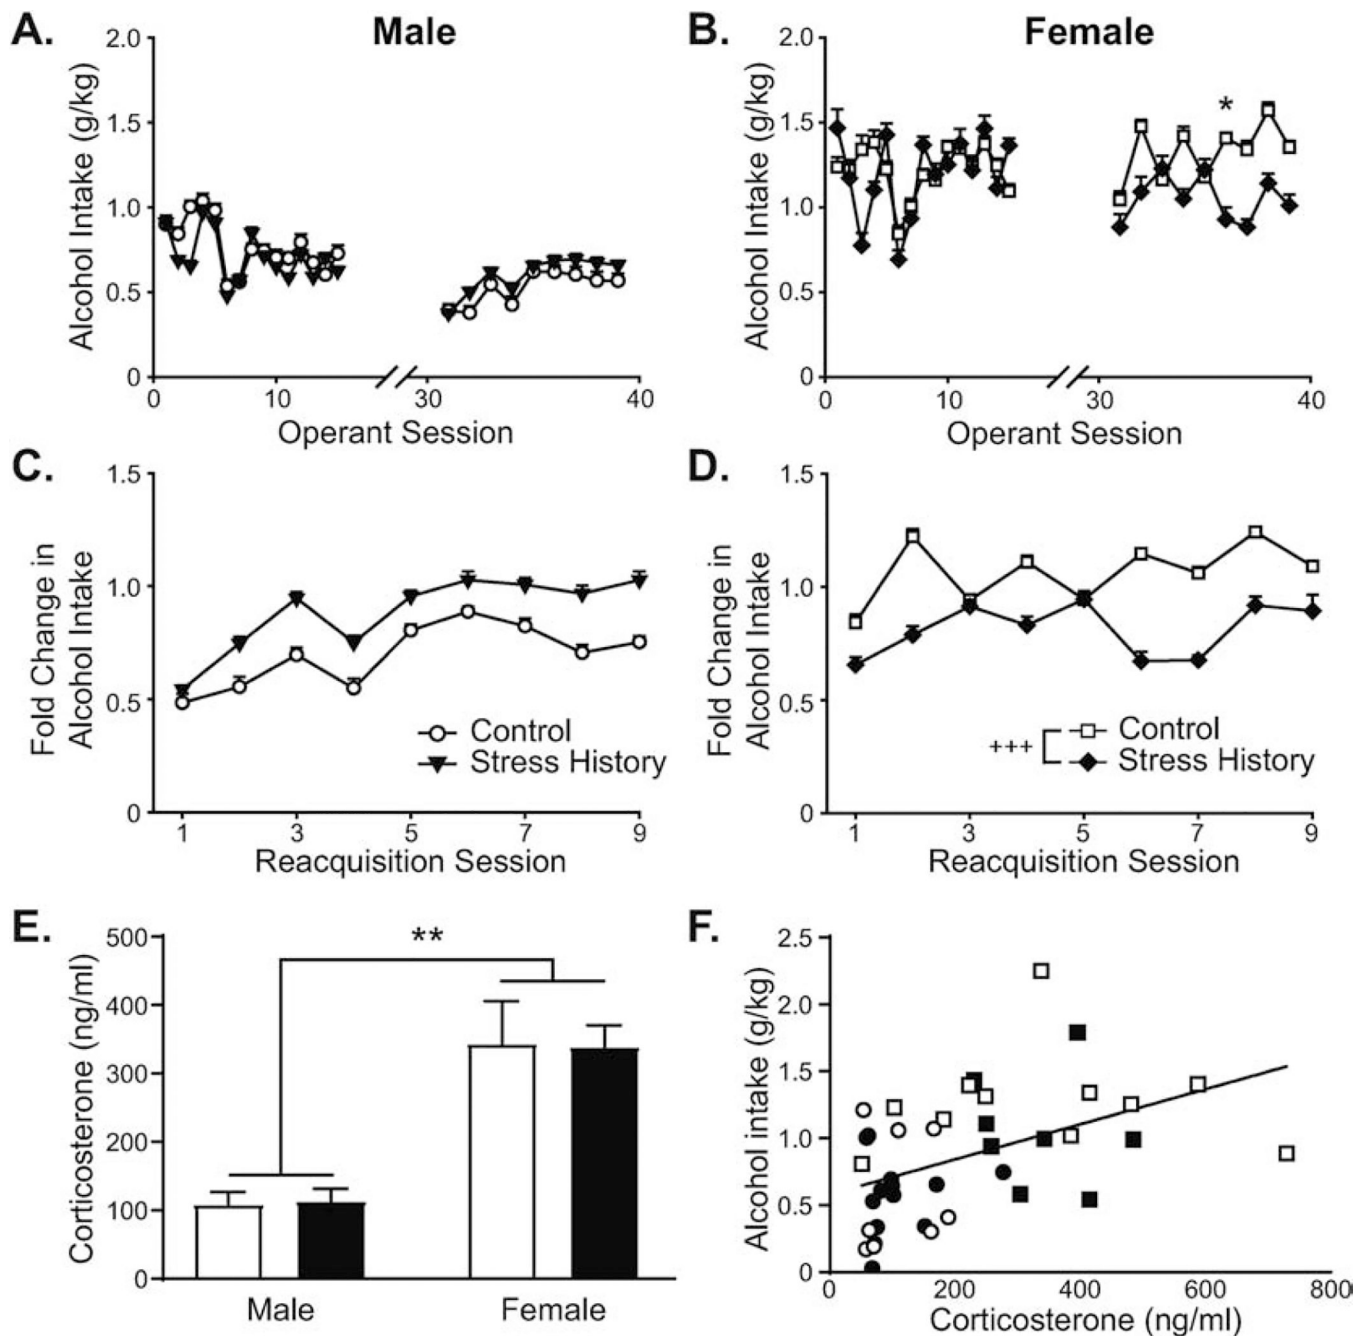 A.
Male
2.0
1.5
1.0
0.5
0
Alcohol Intake (g/kg)
0
10
30
40
Operant Session
B.
Female
2.0
1.5
1.0
0.5
0
Alcohol Intake (g/kg)
*
0
10
30
40
Operant Session
C.
1.5
1.0
0.5
0
Fold Change in
Alcohol Intake
Control
Stress History
1
3
5
7
9
Reacquisition Session
D.
1.5
1.0
0.5
0
Fold Change in
Alcohol Intake
+++
Control
Stress History
1
3
5
7
9
Reacquisition Session
E.
500
400
300
200
100
0
Corticosterone (ng/ml)
**
Male
Female
F.
2.5
2.0
1.5
1.0
0.5
0
Alcohol intake (g/kg)
0
200
400
600
800
Corticosterone (ng/ml)